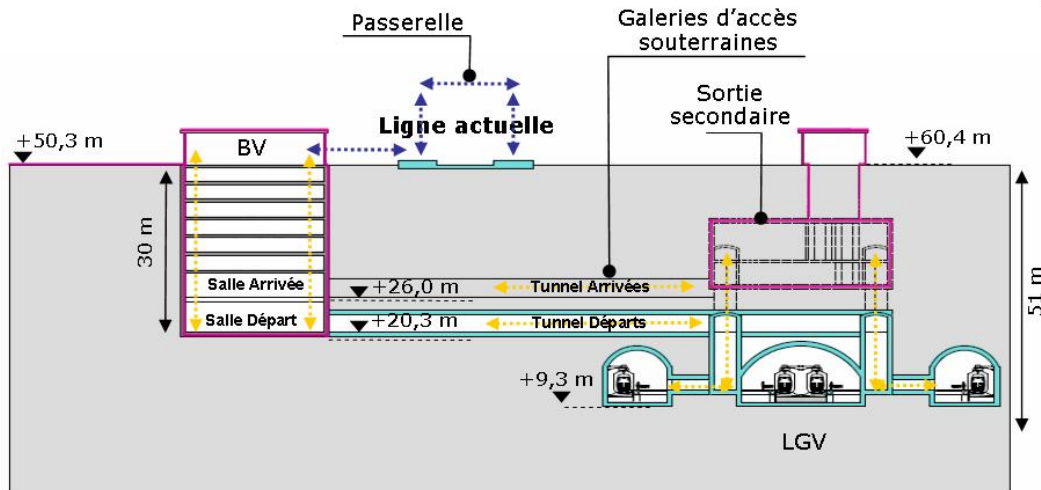 Passerelle
Galeries d’accès
souterraines
Sortie
secondaire
Ligne actuelle
+50,3 m
BV
+60,4 m
30 m
Salle Arrivée
+26,0 m
Tunnel Arrivées
Salle Départ
+20,3 m
Tunnel Départs
51 m
+9,3 m
LGV